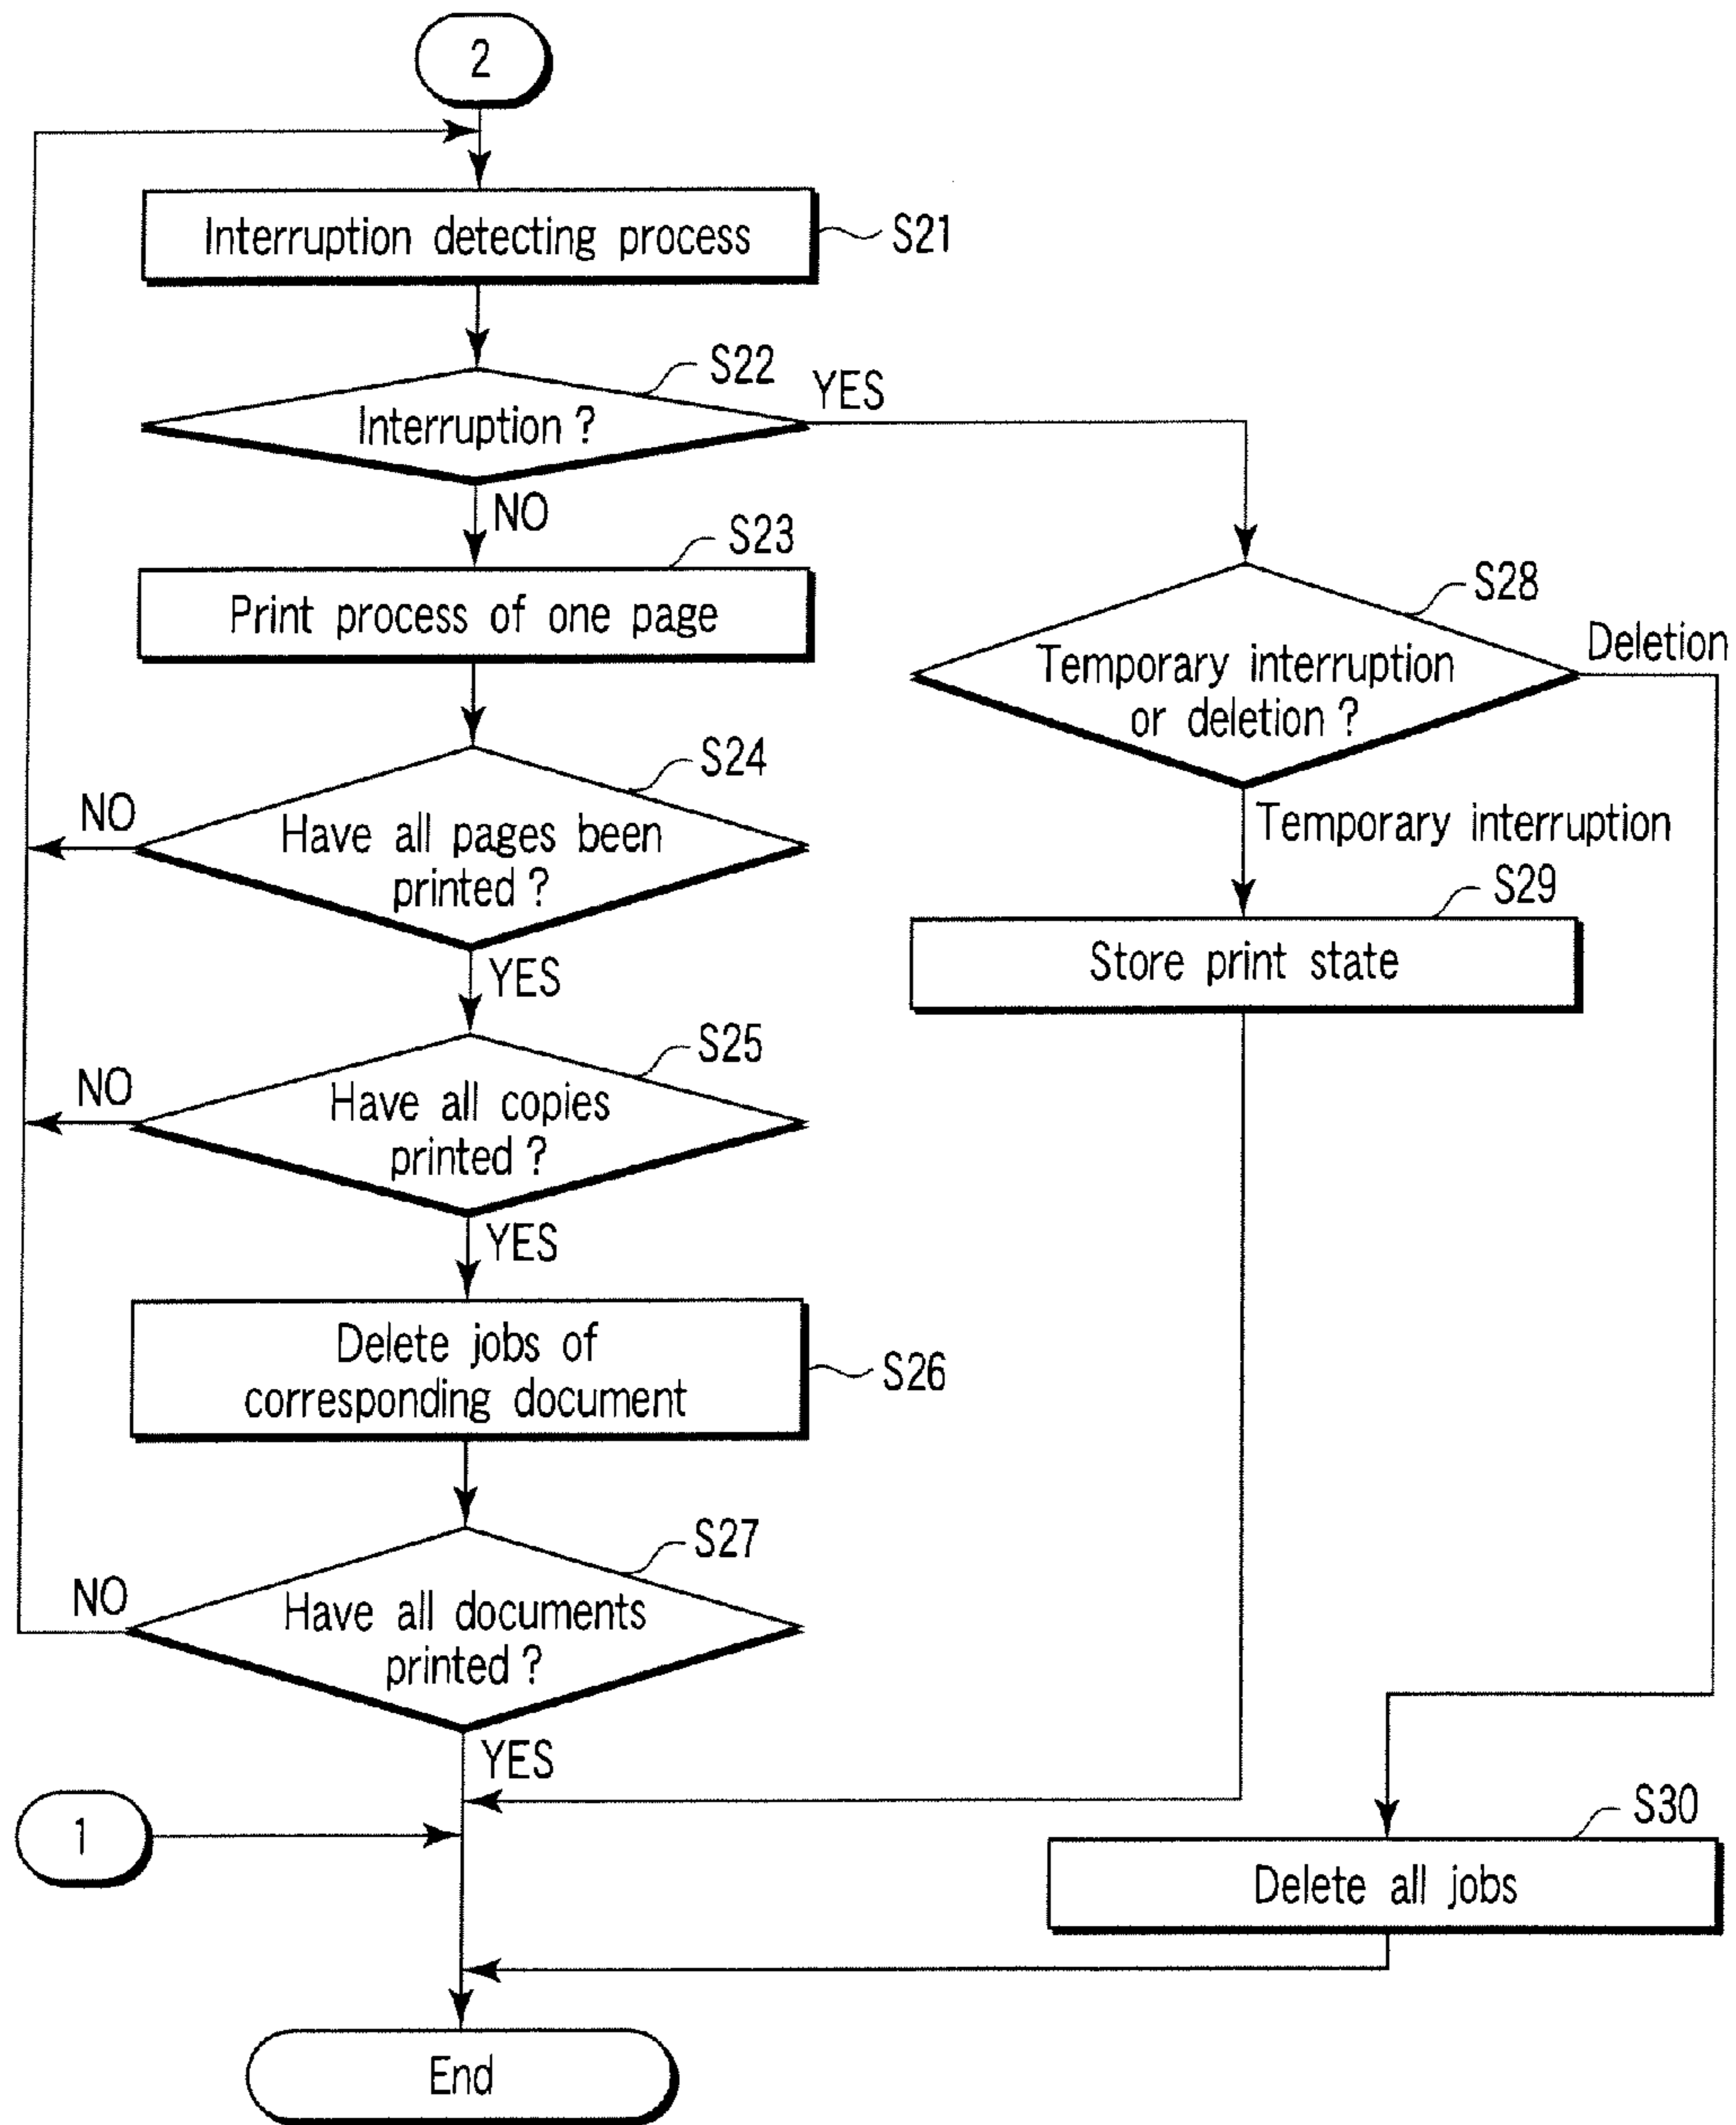 2
Interruption detecting process
S21
S22
Interruption ?
YES
NO
S23
Print process of one page
S28
Temporary interruption
or deletion ?
Deletion
S24
NO
Have all pages been
printed ?
Temporary interruption
YES
S29
Store print state
S25
NO
Have all copies
printed ?
YES
Delete jobs of
corresponding document
S26
S27
NO
Have all documents
printed ?
YES
1
S30
Delete all jobs
End